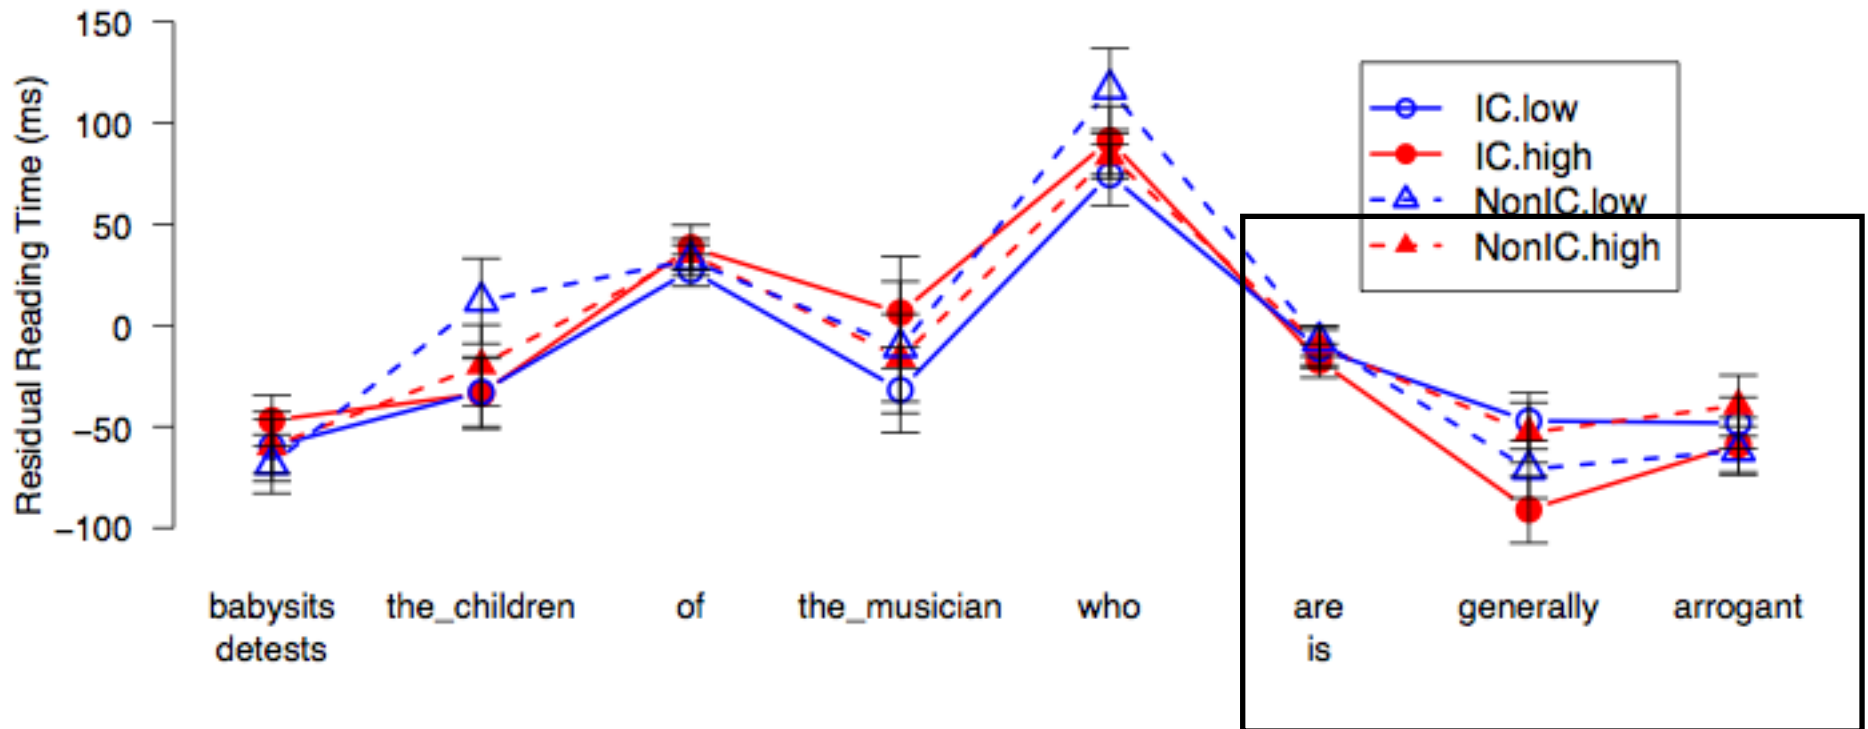 Residual Reading Time (ms)
150
100
50
0
−50
−100
IC.low
IC.high
NonIC.low
NonIC.high
babysits the_children of the_musician who are generally arrogant
detests is